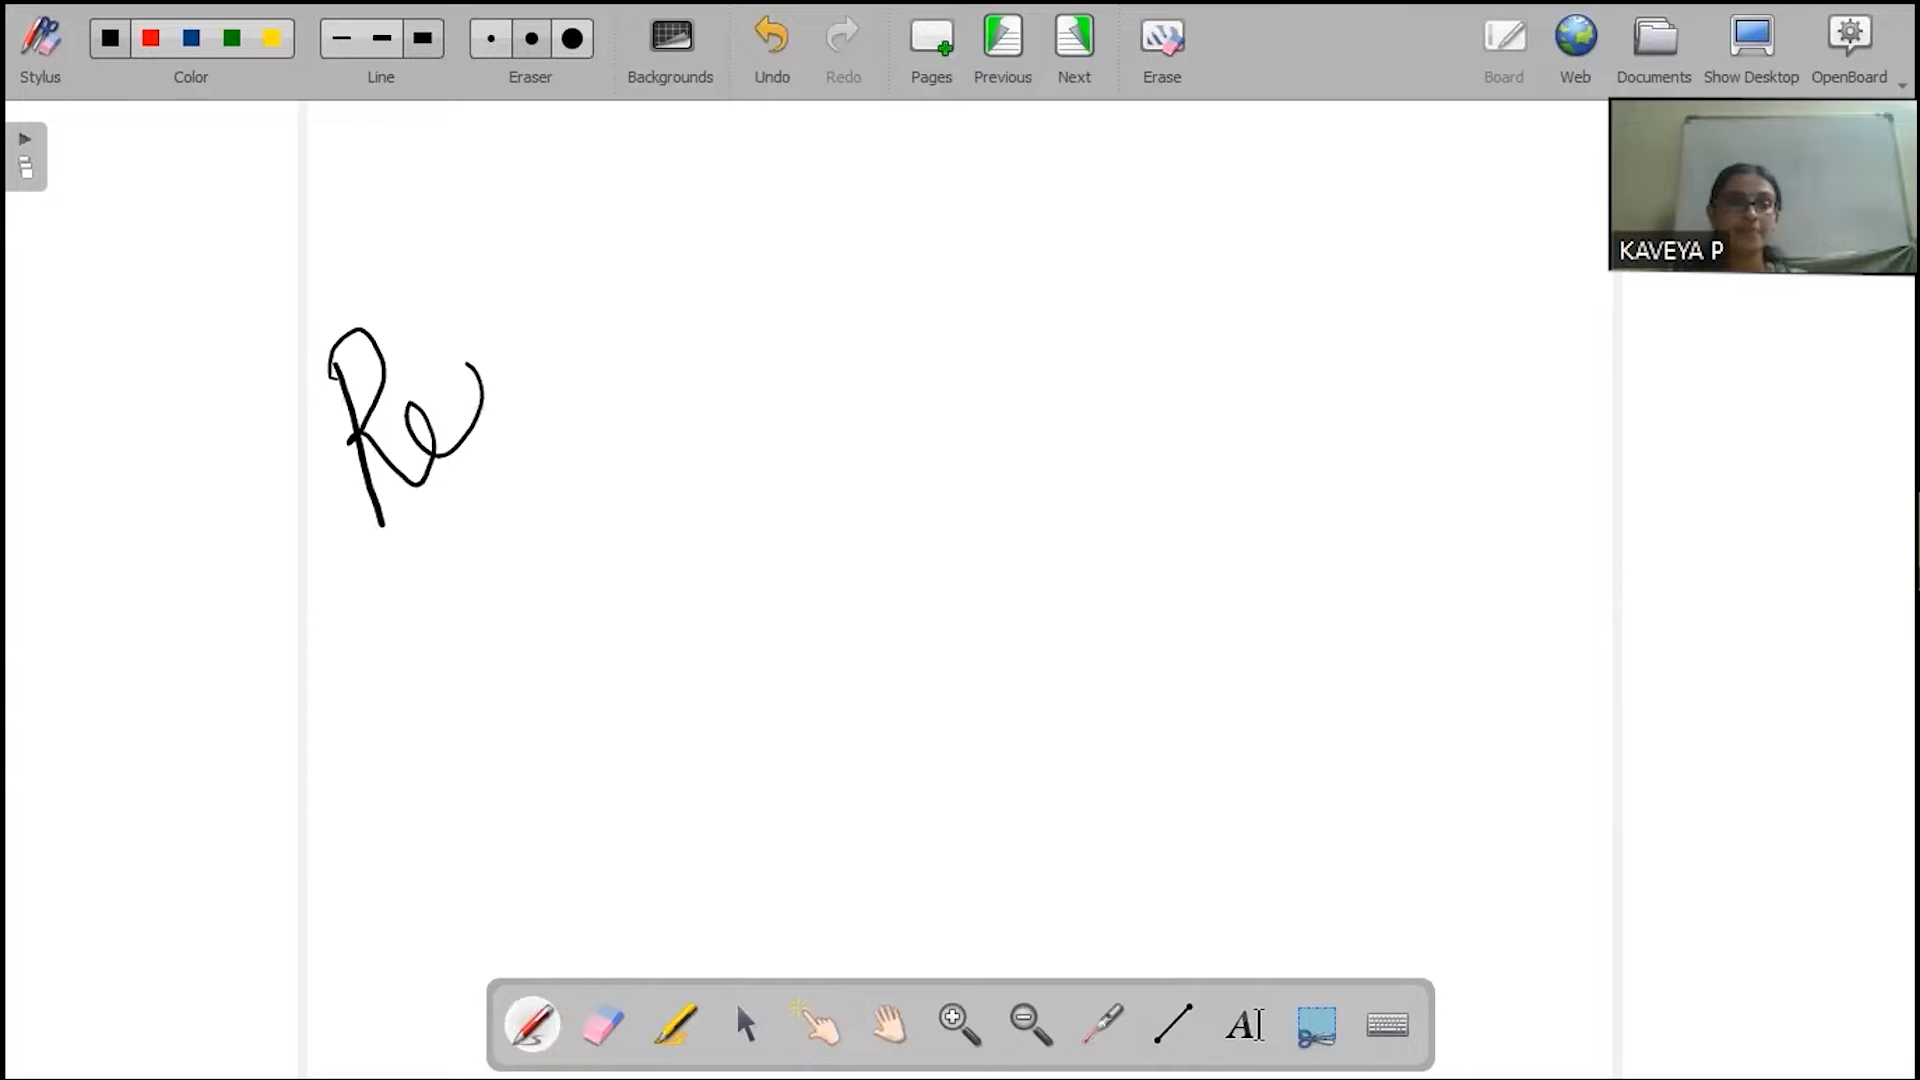 Stylus Color Line Eraser Backgrounds Undo Redo Pages Previous Next Erase Board Web Documents Show Desktop OpenBoard
KAVEYA P
Re
A